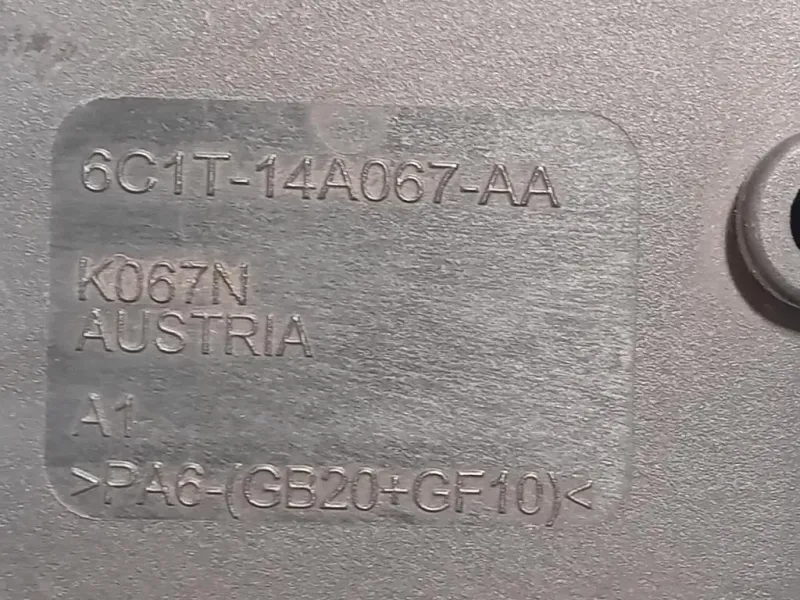 6C1T-14A067-AA
K067N
AUSTRIA
A1
>PA6-(GB20+GF10)<